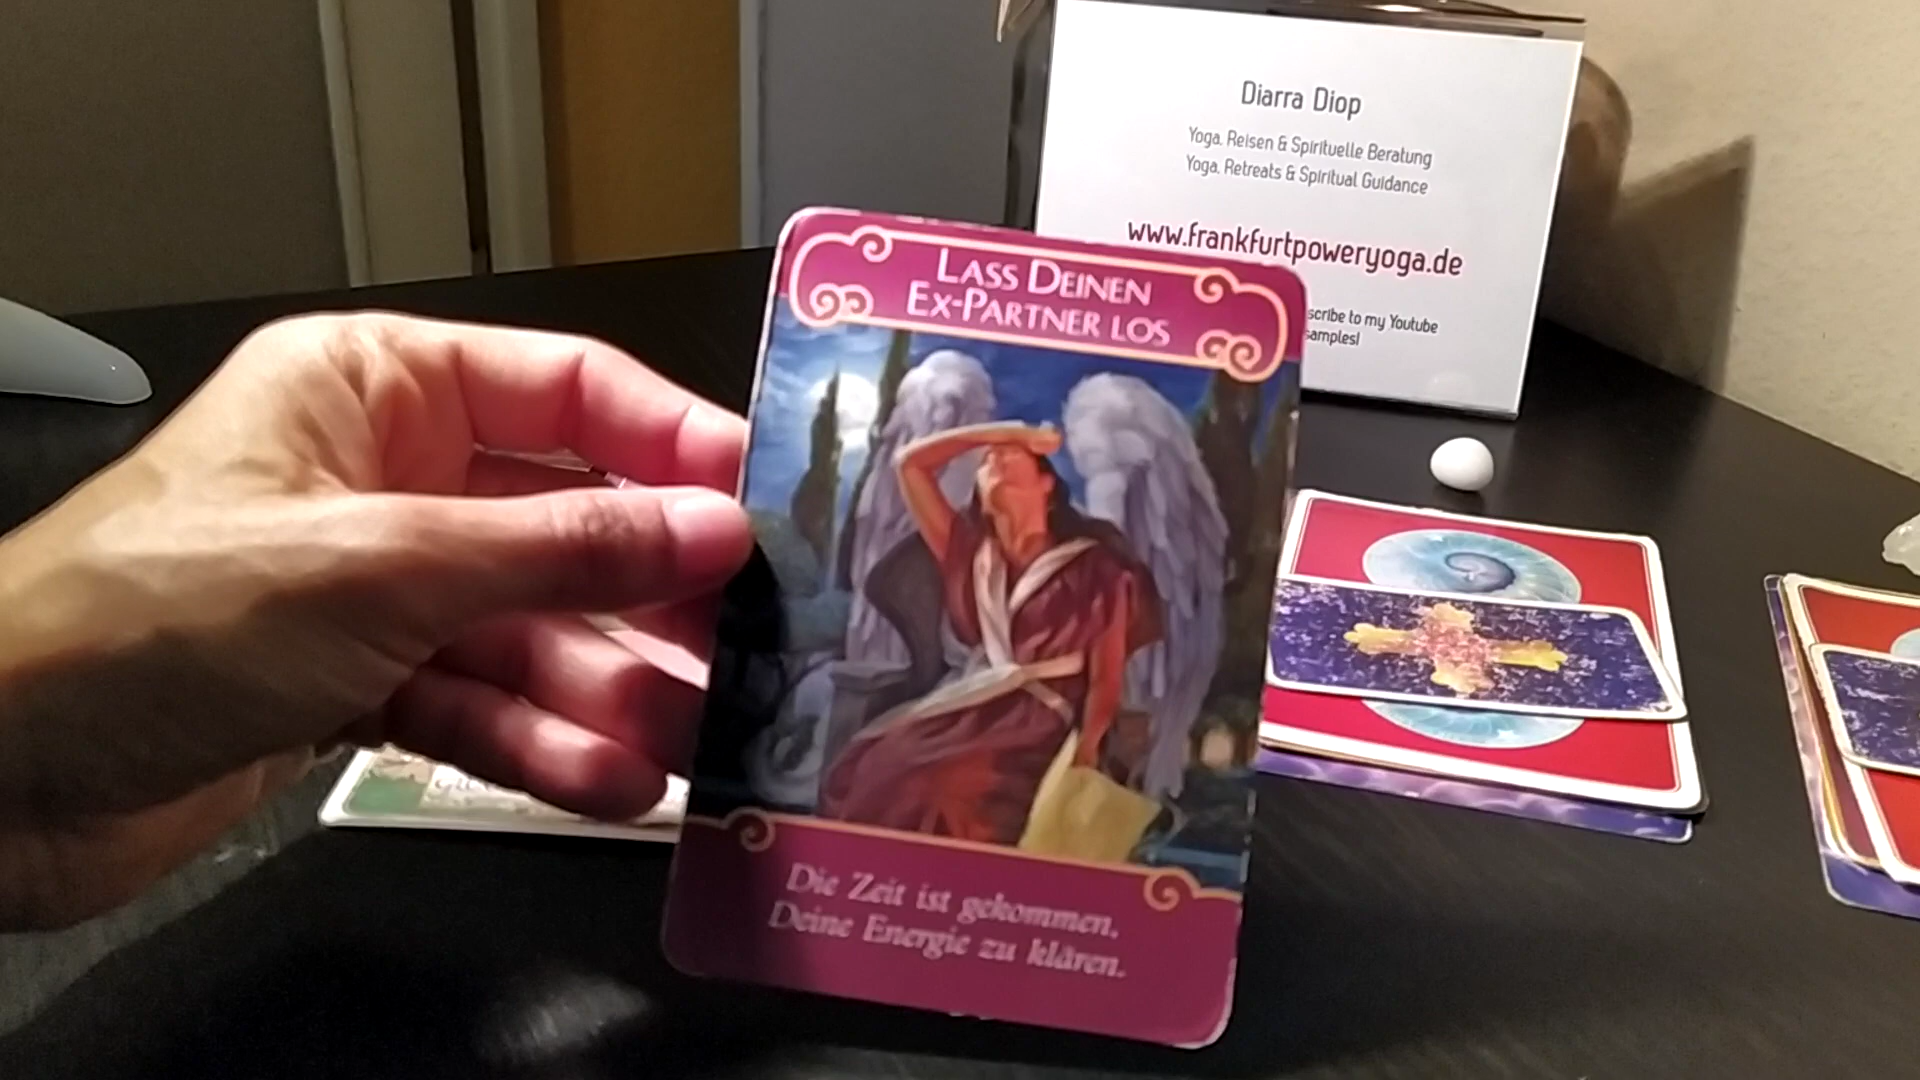 Diarra Diop
Yoga, Reisen & Spirituelle Beratung
Yoga, Retreats & Spiritual Guidance
www.frankfurtpoweryoga.de
scribe to my Youtube
samples!
LASS DEINEN
EX-PARTNER LOS
Die Zeit ist gekommen,
Deine Energie zu klären.